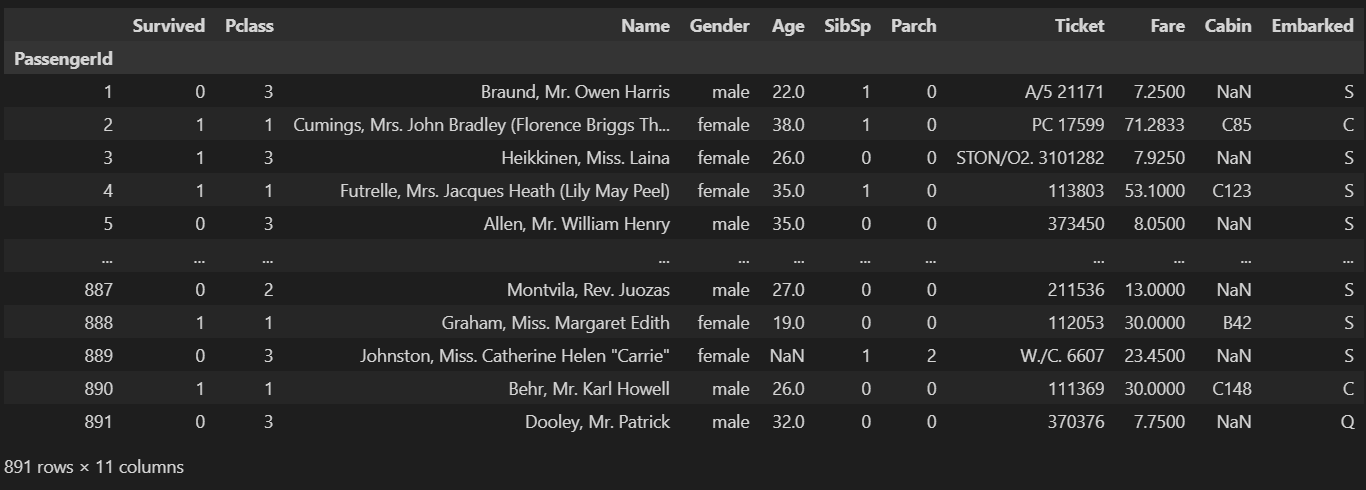 Survived Pclass Name Gender Age SibSp Parch Ticket Fare Cabin Embarked
PassengerId
1 0 3 Braund, Mr. Owen Harris male 22.0 1 0 A/5 21171 7.2500 NaN S
2 1 1 Cumings, Mrs. John Bradley (Florence Briggs Th... female 38.0 1 0 PC 17599 71.2833 C85 C
3 1 3 Heikkinen, Miss. Laina female 26.0 0 0 STON/O2. 3101282 7.9250 NaN S
4 1 1 Futrelle, Mrs. Jacques Heath (Lily May Peel) female 35.0 1 0 113803 53.1000 C123 S
5 0 3 Allen, Mr. William Henry male 35.0 0 0 373450 8.0500 NaN S
... ... ... ... ... ... ... ... ... ... ... ...
887 0 2 Montvila, Rev. Juozas male 27.0 0 0 211536 13.0000 NaN S
888 1 1 Graham, Miss. Margaret Edith female 19.0 0 0 112053 30.0000 B42 S
889 0 3 Johnston, Miss. Catherine Helen "Carrie" female NaN 1 2 W./C. 6607 23.4500 NaN S
890 1 1 Behr, Mr. Karl Howell male 26.0 0 0 111369 30.0000 C148 C
891 0 3 Dooley, Mr. Patrick male 32.0 0 0 370376 7.7500 NaN Q
891 rows × 11 columns